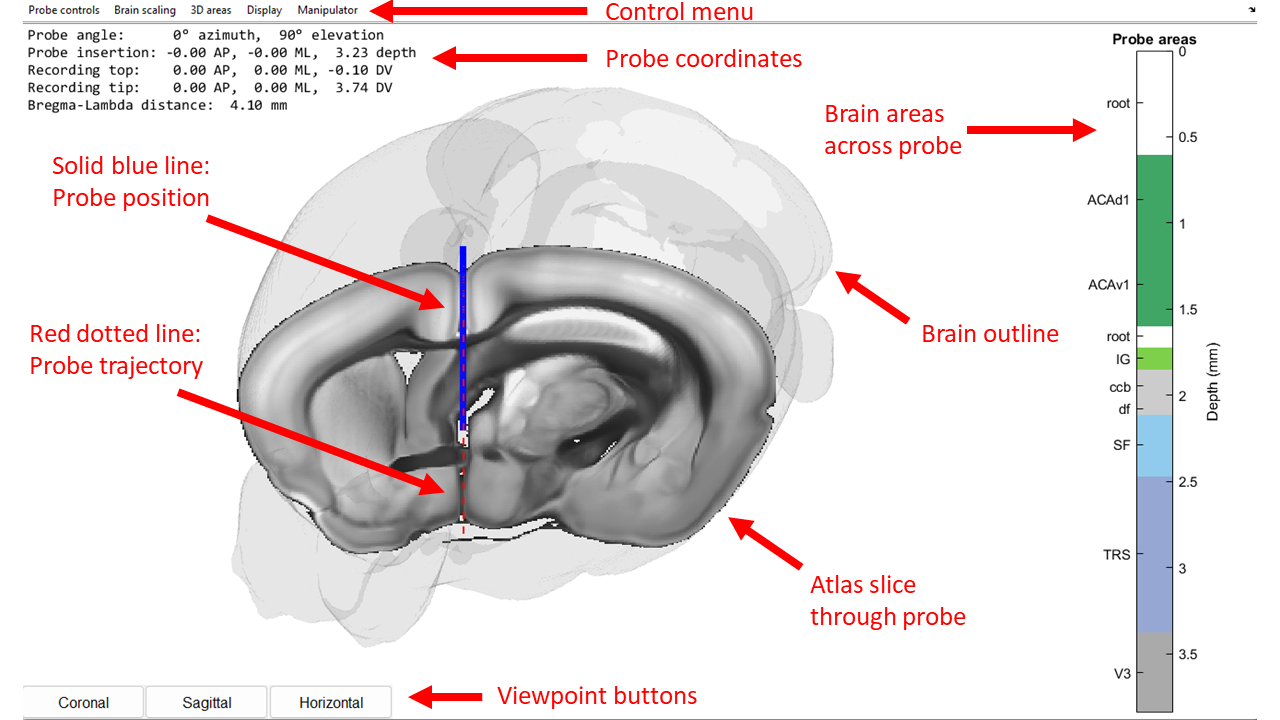 Probe controls Brain scaling 3D areas Display Manipulator
Control menu
Probe angle: 0° azimuth, 90° elevation
Probe insertion: -0.00 AP, -0.00 ML, 3.23 depth
Recording top: 0.00 AP, 0.00 ML, -0.10 DV
Recording tip: 0.00 AP, 0.00 ML, 3.74 DV
Bregma-Lambda distance: 4.10 mm
Probe coordinates
Solid blue line:
Probe position
Red dotted line:
Probe trajectory
Brain areas
across probe
Brain outline
Atlas slice
through probe
Probe areas
0
root
0.5
ACAd1
1
ACAv1
1.5
root
IG
ccb
2
df
SF
2.5
TRS
3
3.5
V3
Depth (mm)
Coronal Sagittal Horizontal
Viewpoint buttons